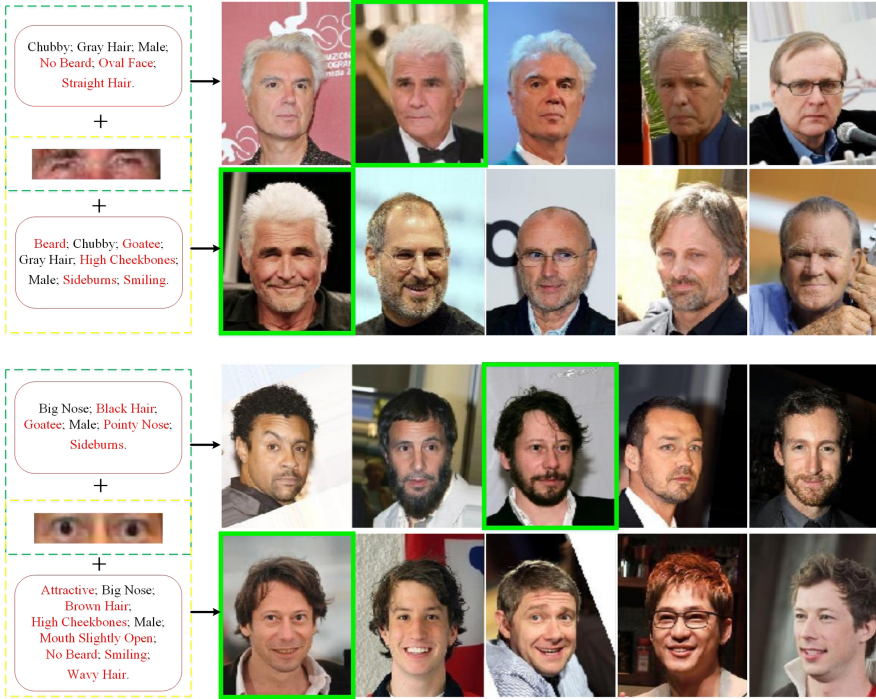 Chubby; Gray Hair; Male;
No Beard; Oval Face;
Straight Hair.
+
+
Beard; Chubby; Goatee;
Gray Hair; High Cheekbones;
Male; Sideburns; Smiling.
Big Nose; Black Hair;
Goatee; Male; Pointy Nose;
Sideburns.
+
+
Attractive; Big Nose;
Brown Hair;
High Cheekbones; Male;
Mouth Slightly Open;
No Beard; Smiling;
Wavy Hair.